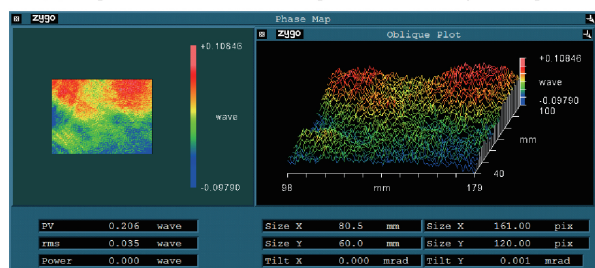 zygo Phase Map
+0.10846
wave
-0.09790
zygo Oblique Plot
+0.10846
wave
-0.09790
100
mm
40
98 mm 179
PV 0.206 wave
rms 0.035 wave
Power 0.000 wave
Size X 80.5 mm Size X 161.00 pix
Size Y 60.0 mm Size Y 120.00 pix
Tilt X 0.000 mrad Tilt Y 0.001 mrad